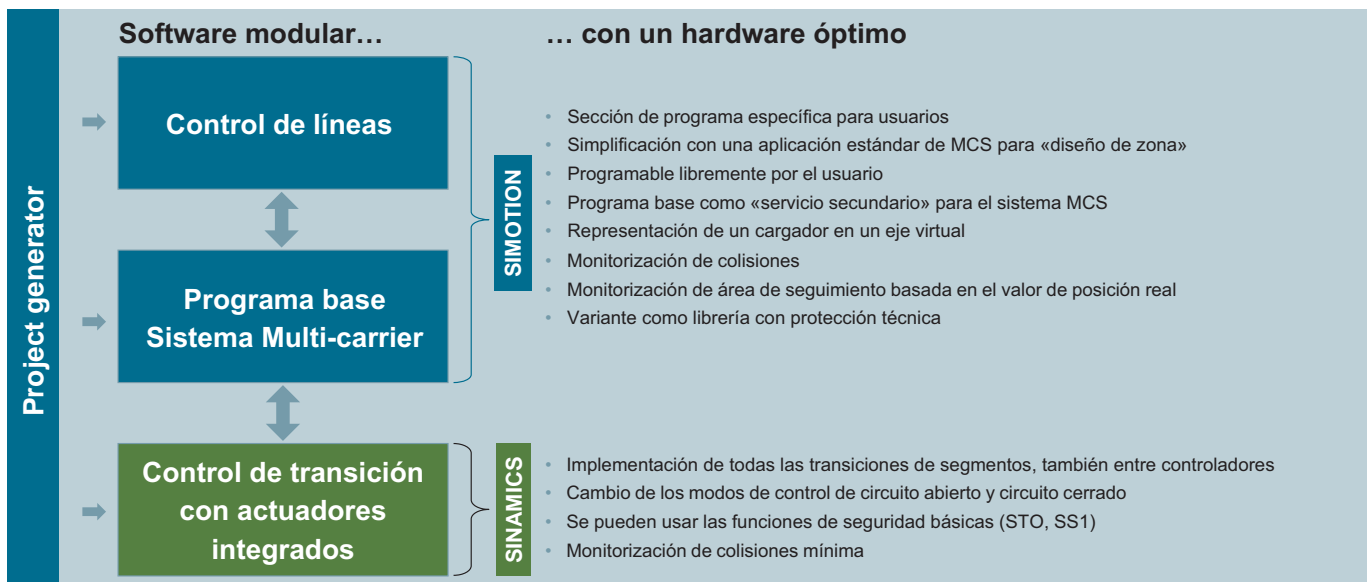 Project generator
Software modular…
… con un hardware óptimo
Control de líneas
Programa base
Sistema Multi-carrier
SIMOTION
• Sección de programa específica para usuarios
• Simplificación con una aplicación estándar de MCS para «diseño de zona»
• Programable libremente por el usuario
• Programa base como «servicio secundario» para el sistema MCS
• Representación de un cargador en un eje virtual
• Monitorización de colisiones
• Monitorización de área de seguimiento basada en el valor de posición real
• Variante como librería con protección técnica
Control de transición
con actuadores
integrados
SINAMICS
• Implementación de todas las transiciones de segmentos, también entre controladores
• Cambio de los modos de control de circuito abierto y circuito cerrado
• Se pueden usar las funciones de seguridad básicas (STO, SS1)
• Monitorización de colisiones mínima